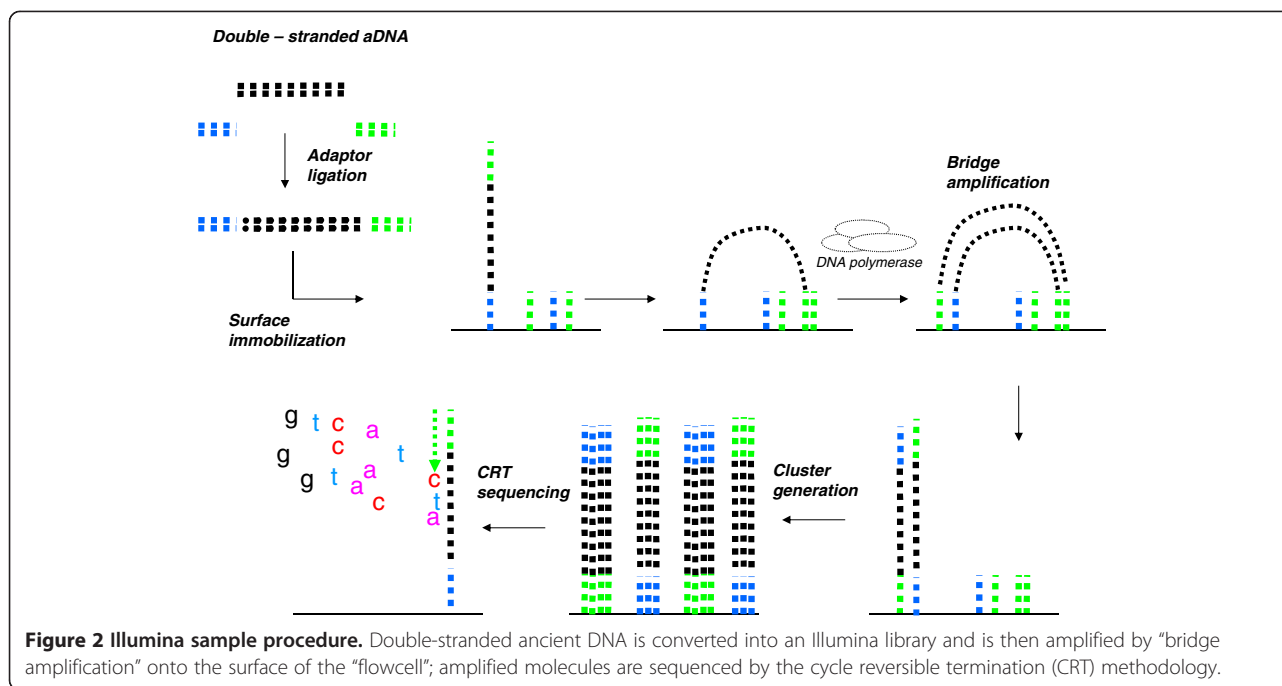 Double – stranded aDNA
Adaptor
ligation
Surface
immobilization
DNA polymerase
Bridge
amplification
Cluster
generation
CRT
sequencing
g t c a
g c t
g t a a c
c
t
a
Figure 2 Illumina sample procedure. Double-stranded ancient DNA is converted into an Illumina library and is then amplified by “bridge
amplification” onto the surface of the “flowcell”; amplified molecules are sequenced by the cycle reversible termination (CRT) methodology.